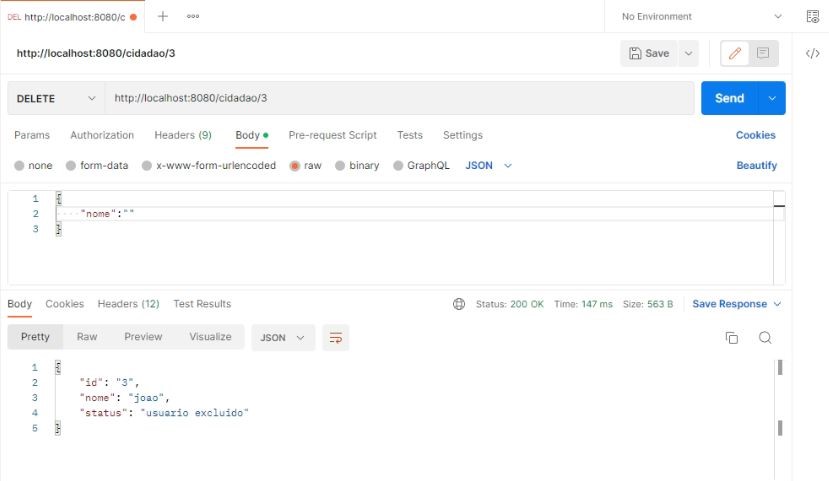 DEL http://localhost:8080/c
No Environment
http://localhost:8080/cidadao/3
Save
DELETE http://localhost:8080/cidadao/3 Send
Params Authorization Headers (9) Body Pre-request Script Tests Settings Cookies
none form-data x-www-form-urlencoded raw binary GraphQL JSON Beautify
1 {
2 "nome":""
3 }
Body Cookies Headers (12) Test Results Status: 200 OK Time: 147 ms Size: 563 B Save Response
Pretty Raw Preview Visualize JSON
1 {
2 "id": "3",
3 "nome": "joao",
4 "status": "usuario excluido"
5 }